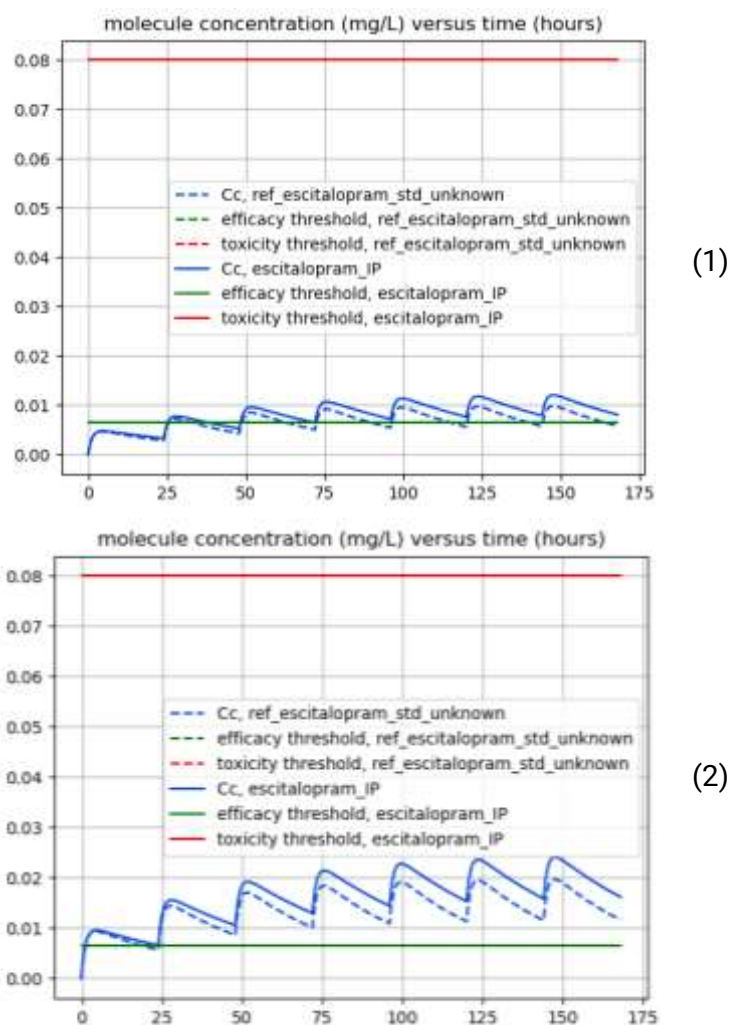 molecule concentration (mg/L) versus time (hours)
0.08
0.07
0.06
0.05
0.04
0.03
0.02
0.01
0.00
Cc, ref_escitalopram_std_unknown
efficacy threshold, ref_escitalopram_std_unknown
toxicity threshold, ref_escitalopram_std_unknown
Cc, escitalopram_IP
efficacy threshold, escitalopram_IP
toxicity threshold, escitalopram_IP
(1)
0 25 50 75 100 125 150 175
molecule concentration (mg/L) versus time (hours)
0.08
0.07
0.06
0.05
0.04
0.03
0.02
0.01
0.00
Cc, ref_escitalopram_std_unknown
efficacy threshold, ref_escitalopram_std_unknown
toxicity threshold, ref_escitalopram_std_unknown
Cc, escitalopram_IP
efficacy threshold, escitalopram_IP
toxicity threshold, escitalopram_IP
(2)
0 25 50 75 100 125 150 175